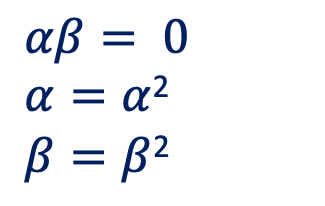 αβ = 0
α = α²
β = β²